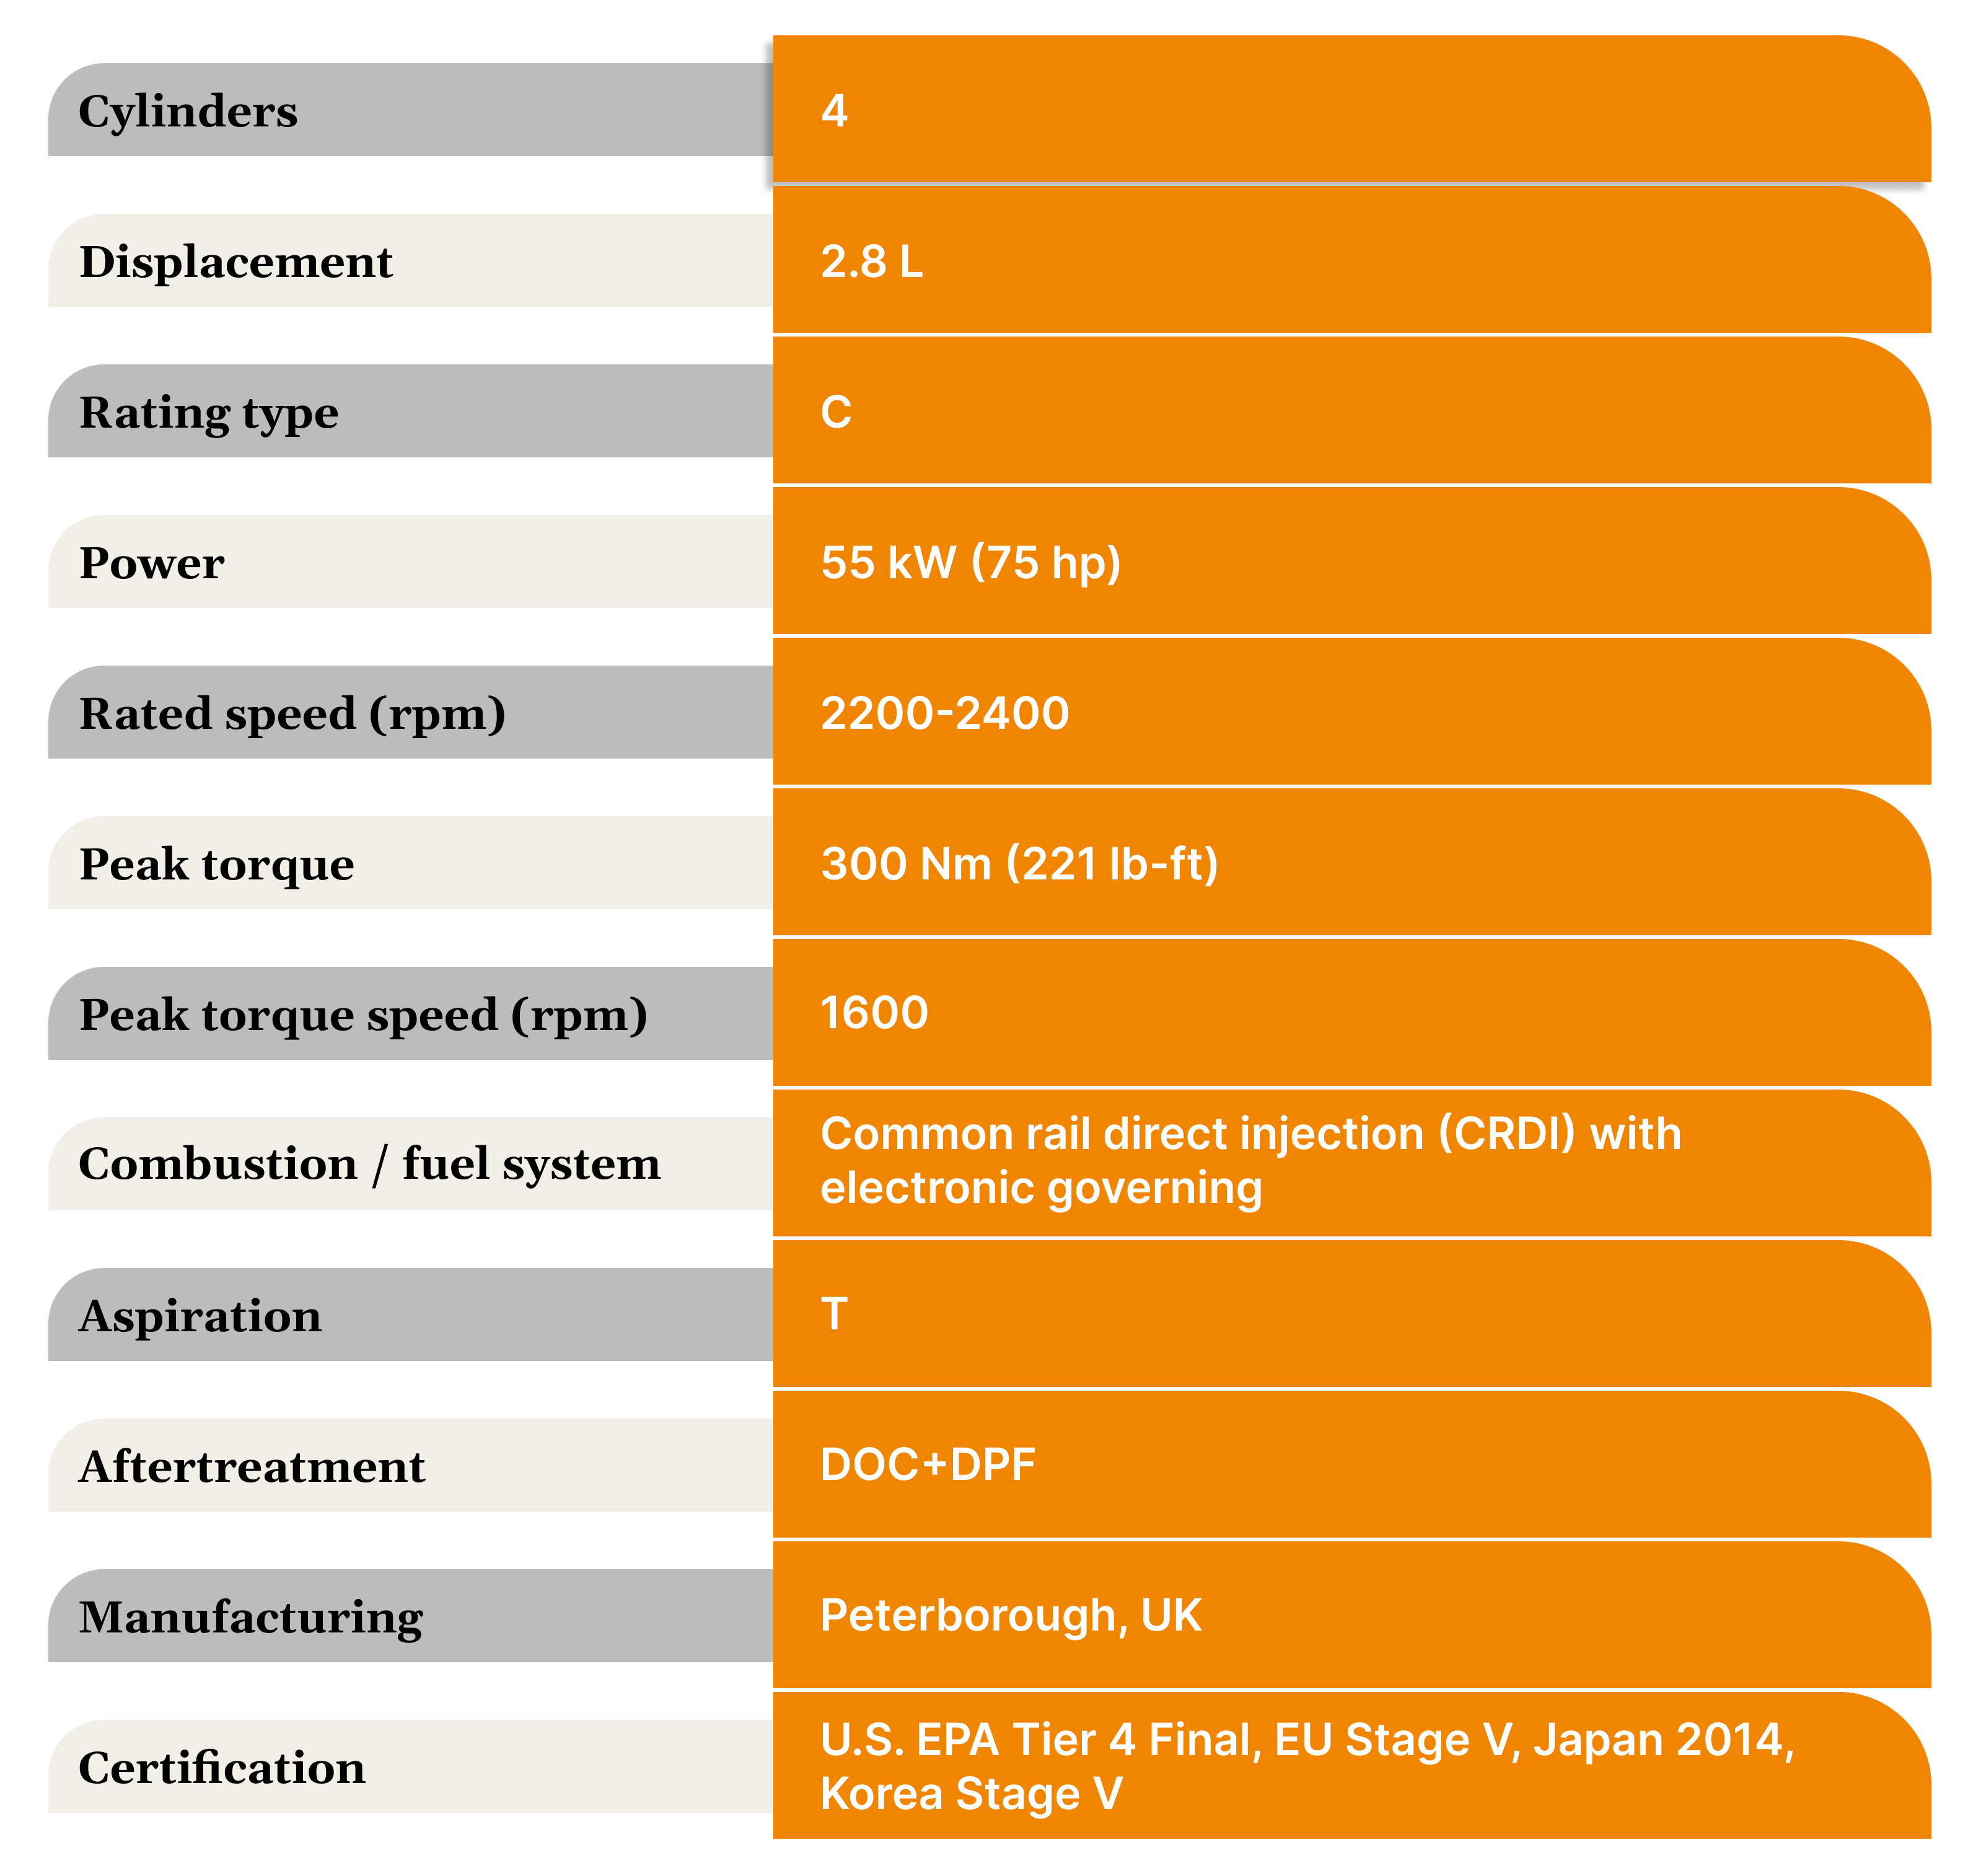 Cylinders
4
Displacement
2.8 L
Rating type
C
Power
55 kW (75 hp)
Rated speed (rpm)
2200-2400
Peak torque
300 Nm (221 lb-ft)
Peak torque speed (rpm)
1600
Combustion / fuel system
Common rail direct injection (CRDI) with
electronic governing
Aspiration
T
Aftertreatment
DOC+DPF
Manufacturing
Peterborough, UK
Certification
U.S. EPA Tier 4 Final, EU Stage V, Japan 2014,
Korea Stage V